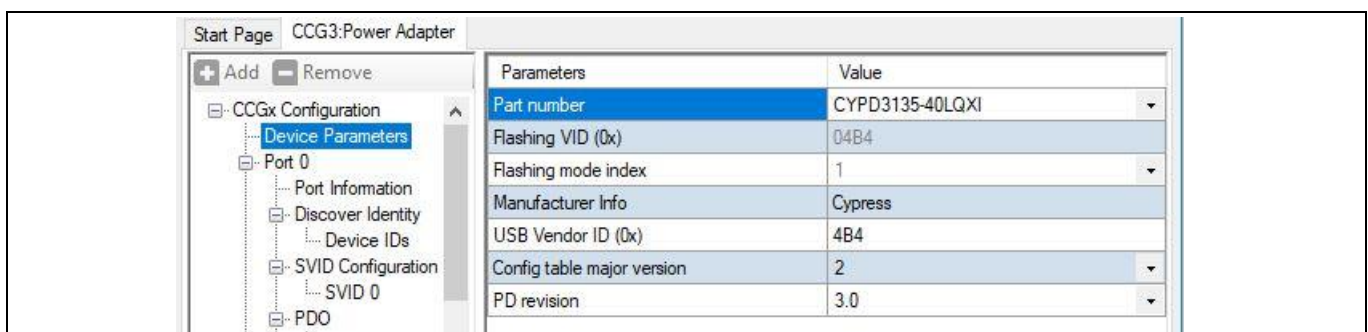 Start Page CCG3:Power Adapter
Add Remove
CCGx Configuration
Device Parameters
Port 0
Port Information
Discover Identity
Device IDs
SVID Configuration
SVID 0
PDO
Parameters Value
Part number CYPD3135-40LQXI
Flashing VID (0x) 04B4
Flashing mode index 1
Manufacturer Info Cypress
USB Vendor ID (0x) 4B4
Config table major version 2
PD revision 3.0